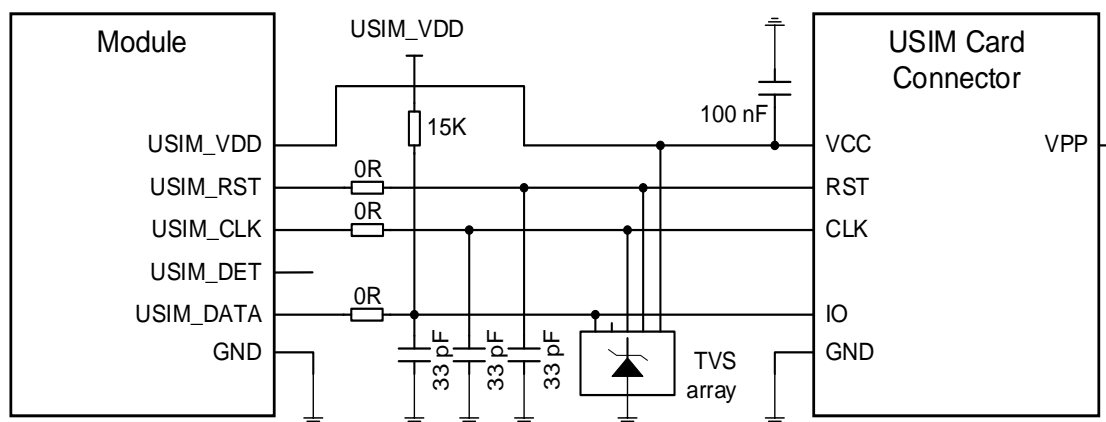 Module
USIM_VDD
USIM Card
Connector
100 nF
15K
USIM_VDD
VCC
VPP
0R
USIM_RST
RST
0R
USIM_CLK
CLK
USIM_DET
0R
USIM_DATA
IO
GND
33 pF
33 pF
33 pF
TVS
array
GND